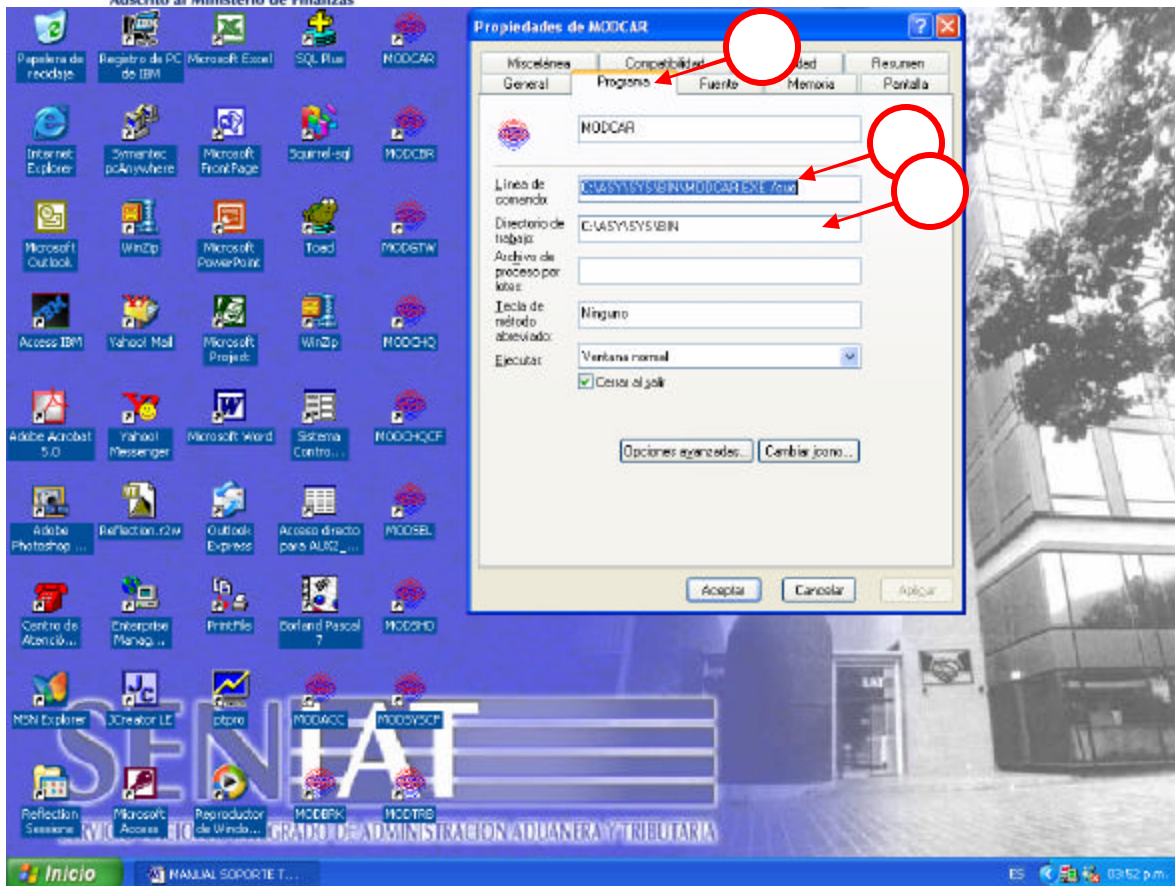 Adscrito al Ministerio de Finanzas
Papelera de
reciclaje
Registro de PC
de IBM
Microsoft Excel
SQL Plus
MODCAR
Internet
Explorer
Symantec
pcAnywhere
Microsoft
FrontPage
Squirrel-sql
MODCBR
Microsoft
Outlook
WinZip
Microsoft
PowerPoint
Toad
MODGTW
Access IBM
Yahoo! Mail
Microsoft
Project
WinZip
MODCHQ
Adobe Acrobat
5.0
Yahoo!
Messenger
Microsoft Word
Sistema
Contro...
MODCHQCF
Adobe
Photoshop ...
Reflection.r2w
Outlook
Express
Acceso directo
para AUX2_...
MODSEL
Centro de
Atenció...
Enterprise
Manag...
PrintFile
Borland Pascal
7
MODSHD
MSN Explorer
JCreator LE
ptpro
MODACC
MODSYSCF
Reflection
Sessions
Microsoft
Access
Reproductor
de Windo...
MODBRK
MODTRB
Propiedades de MODCAR
Miscelánea
Compatibilidad
dad
Resumen
General
Programa
Fuente
Memoria
Pantalla
MODCAR
Línea de
comando:
C:\ASY\SYS\BIN\MODCAR.EXE
Directorio de
trabajo:
C:\ASY\SYS\BIN
Archivo de
proceso por
lotes:
Tecla de
método
abreviado:
Ninguno
Ejecutar:
Ventana normal
Cerrar al salir
Opciones avanzadas...
Cambiar icono...
Aceptar
Cancelar
Aplicar
SENIAT
DE ADMINISTRACION ADUANERA Y TRIBUTARIA
Inicio
MANUAL SOPORTE T...
ES
03:52 p.m.